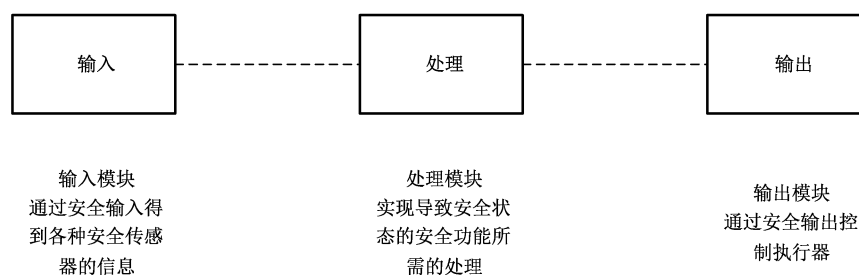 输入
处理
输出
输入模块
通过安全输入得
到各种安全传感
器的信息
处理模块
实现导致安全状
态的安全功能所
需的处理
输出模块
通过安全输出控
制执行器